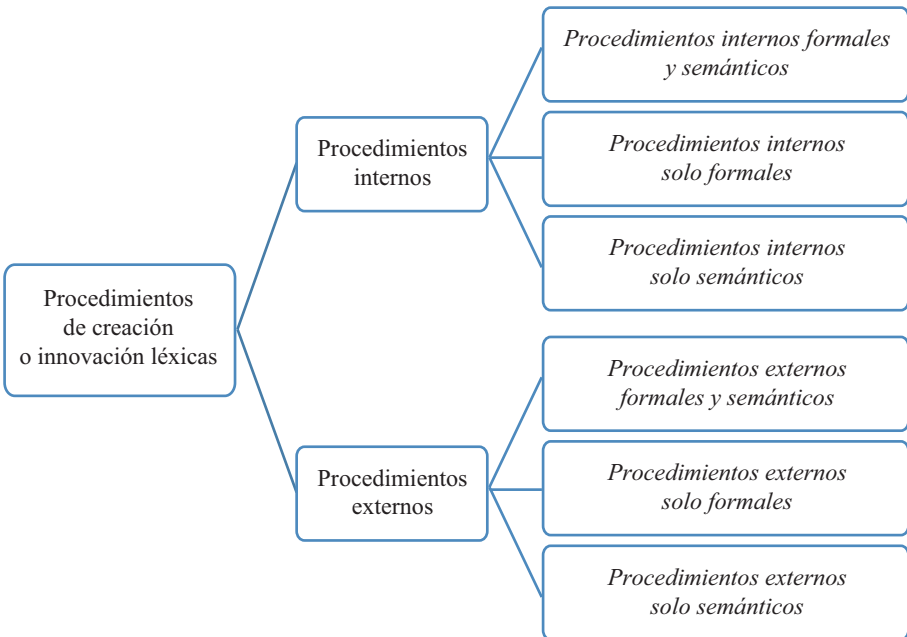 Procedimientos
de creación
o innovación léxicas
Procedimientos
internos
Procedimientos internos formales
y semánticos
Procedimientos internos
solo formales
Procedimientos internos
solo semánticos
Procedimientos
externos
Procedimientos externos
formales y semánticos
Procedimientos externos
solo formales
Procedimientos externos
solo semánticos